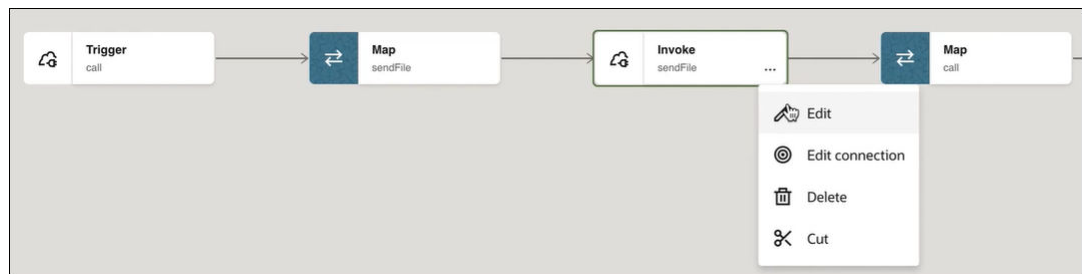 Trigger
call
Map
sendFile
Invoke
sendFile
...
Map
call
Edit
Edit connection
Delete
Cut